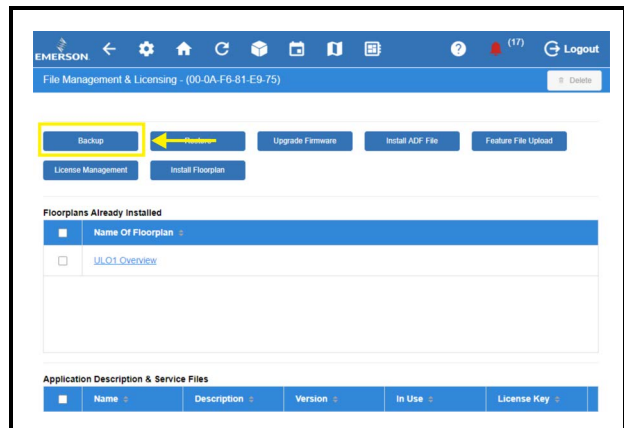 EMERSON. (17) Logout
File Management & Licensing - (00-0A-F6-81-E9-75) Delete
Backup Restore Upgrade Firmware Install ADF File Feature File Upload
License Management Install Floorplan
Floorplans Already Installed
Name Of Floorplan
ULO1 Overview
Application Description & Service Files
Name Description Version In Use License Key